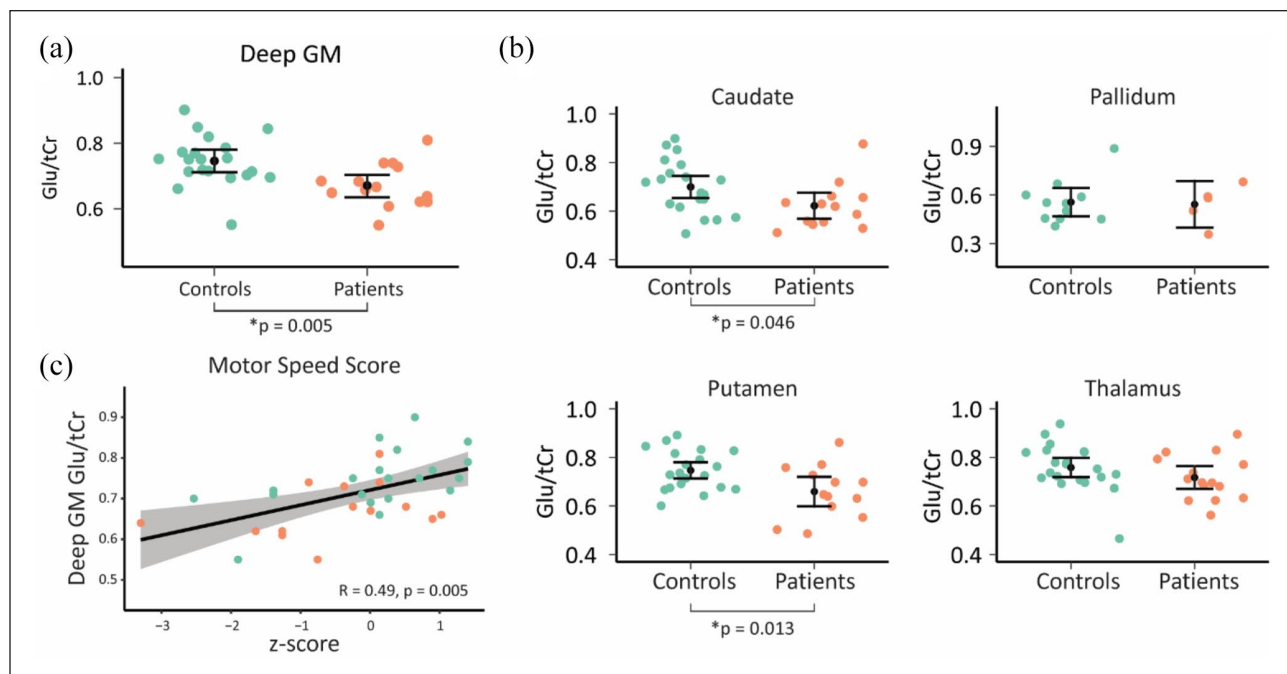 (a)
Deep GM
Glu/tCr
1.0
0.8
0.6
Controls Patients
*p = 0.005
(b)
Caudate
Glu/tCr
1.0
0.8
0.6
0.4
Controls Patients
*p = 0.046
Pallidum
Glu/tCr
0.9
0.6
0.3
Controls Patients
(c)
Motor Speed Score
Deep GM Glu/tCr
0.9
0.8
0.7
0.6
0.5
R = 0.49, p = 0.005
−3 −2 −1 0 1
z-score
Putamen
Glu/tCr
1.0
0.8
0.6
0.4
Controls Patients
*p = 0.013
Thalamus
Glu/tCr
1.0
0.8
0.6
0.4
Controls Patients